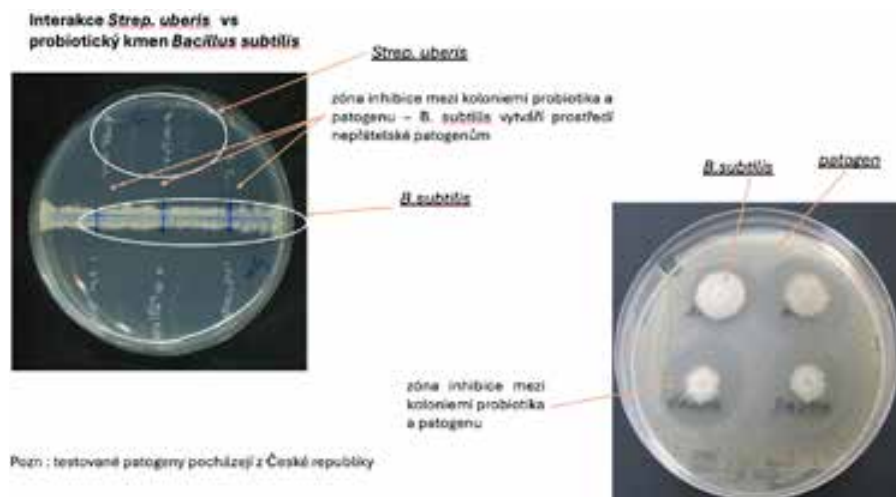 Interakce Strep. uberis vs
probiotický kmen Bacillus subtilis
Strep. uberis
zóna inhibice mezi koloniemi probiotika a
patogenu – B. subtilis vytváří prostředí
nepřátelské patogenům
B.subtilis
B.subtilis
patogen
zóna inhibice mezi
koloniemi probiotika
a patogenu
Pozn : testované patogeny pocházejí z České republiky